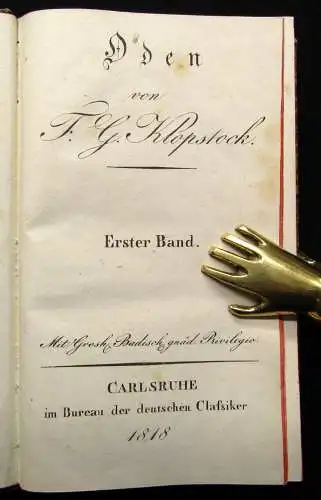 Oden
von
F. G. Klopstock.
Erster Band.
Mit Grosh. Badisch. gnäd. Privilegio.
CARLSRUHE
im Bureau der deutschen Claſsiker
1818